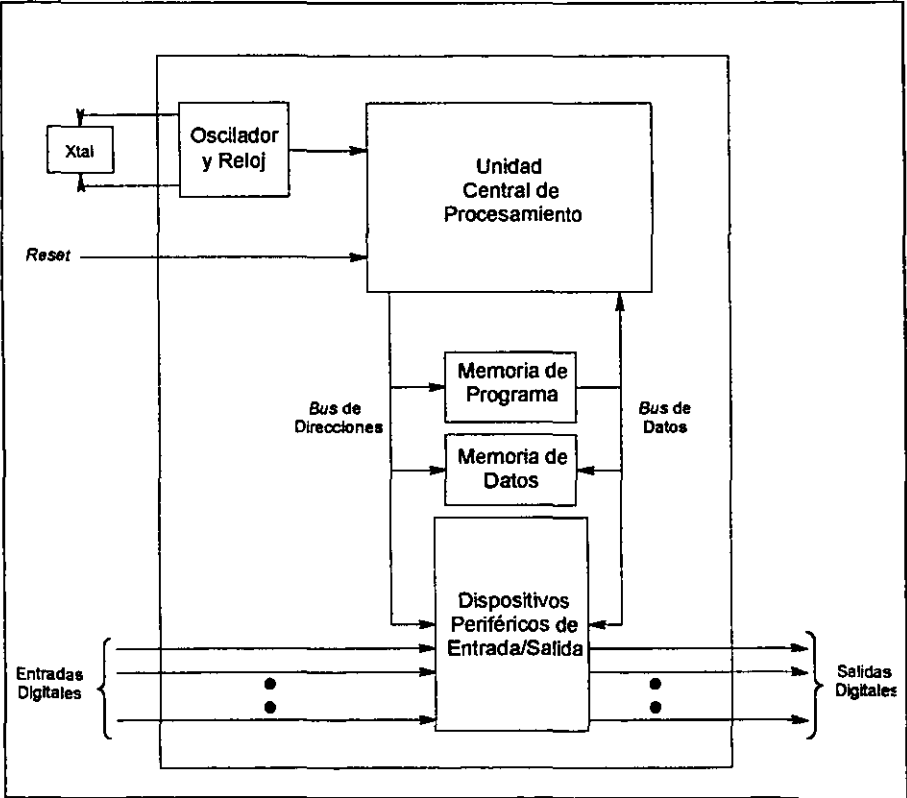 Xtal
Oscilador
y Reloj
Unidad
Central de
Procesamiento
Reset
Memoria de
Programa
Bus de
Direcciones
Bus de
Datos
Memoria de
Datos
Dispositivos
Periféricos de
Entrada/Salida
Entradas
Digitales
Salidas
Digitales